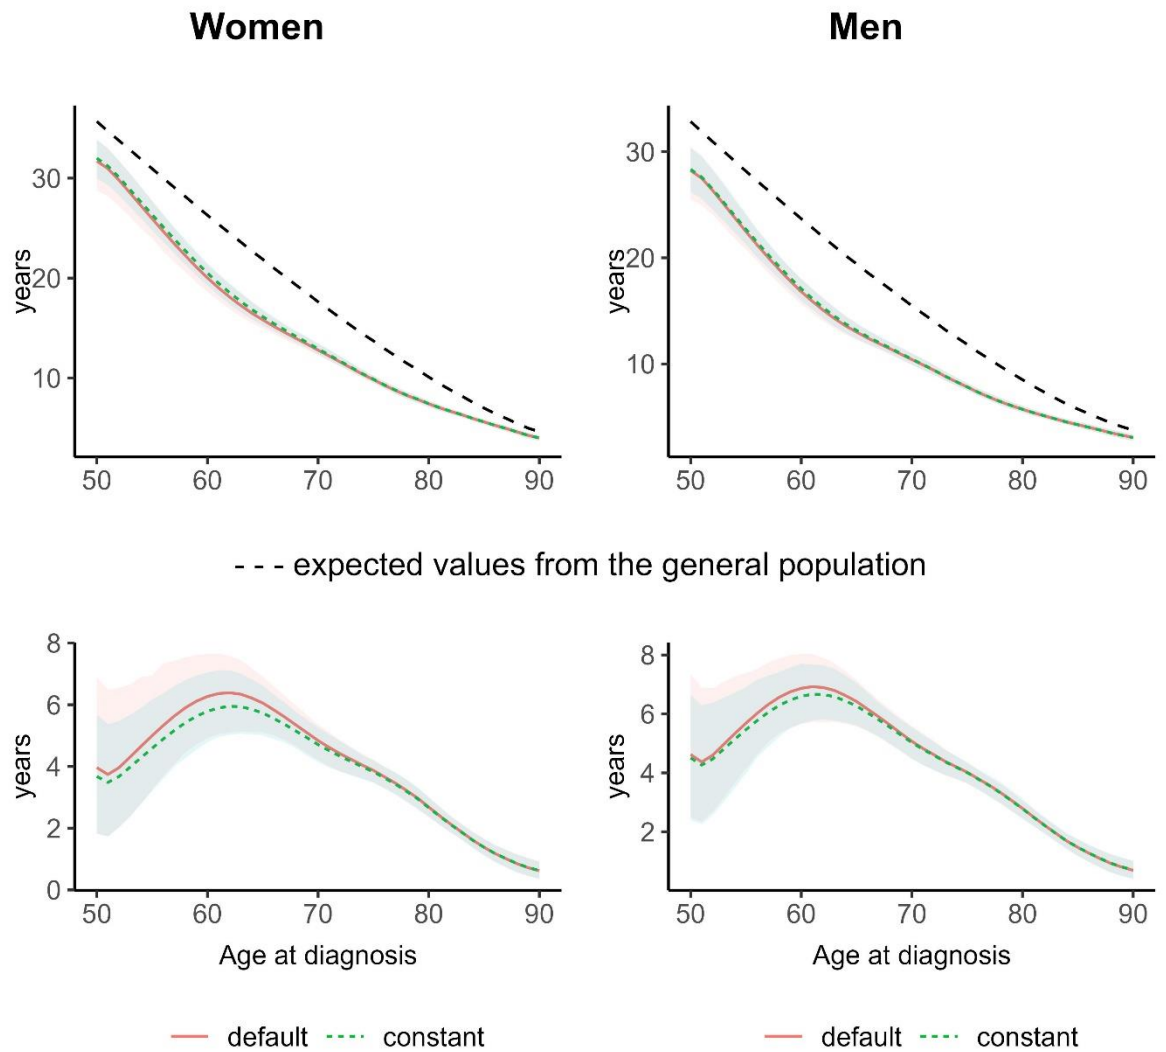 Women
Men
years
30
20
10
50 60 70 80 90
years
30
20
10
50 60 70 80 90
--- expected values from the general population
years
8
6
4
2
0
50 60 70 80 90
Age at diagnosis
years
8
6
4
2
50 60 70 80 90
Age at diagnosis
default constant
default constant